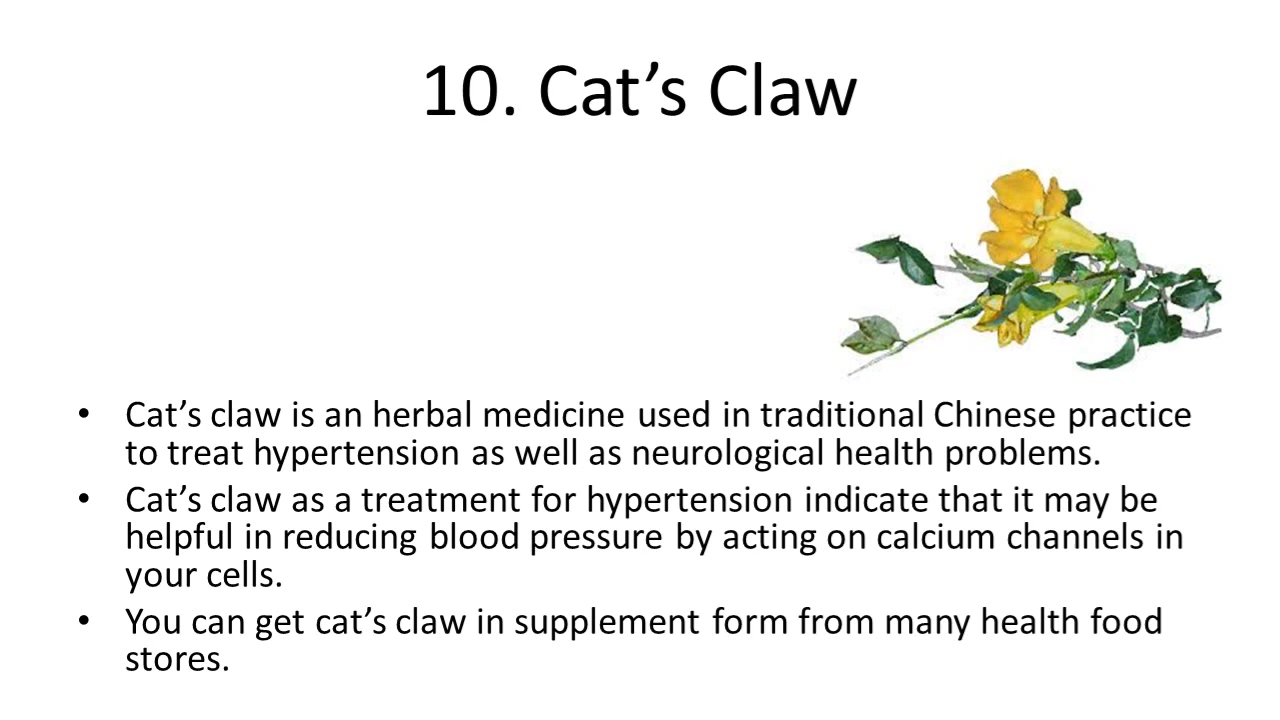 10. Cat’s Claw
• Cat’s claw is an herbal medicine used in traditional Chinese practice
to treat hypertension as well as neurological health problems.
• Cat’s claw as a treatment for hypertension indicate that it may be
helpful in reducing blood pressure by acting on calcium channels in
your cells.
• You can get cat’s claw in supplement form from many health food
stores.